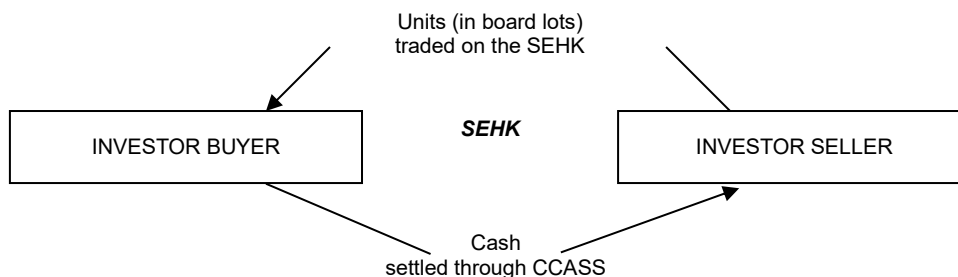 Units (in board lots)
traded on the SEHK
INVESTOR BUYER
SEHK
INVESTOR SELLER
Cash
settled through CCASS